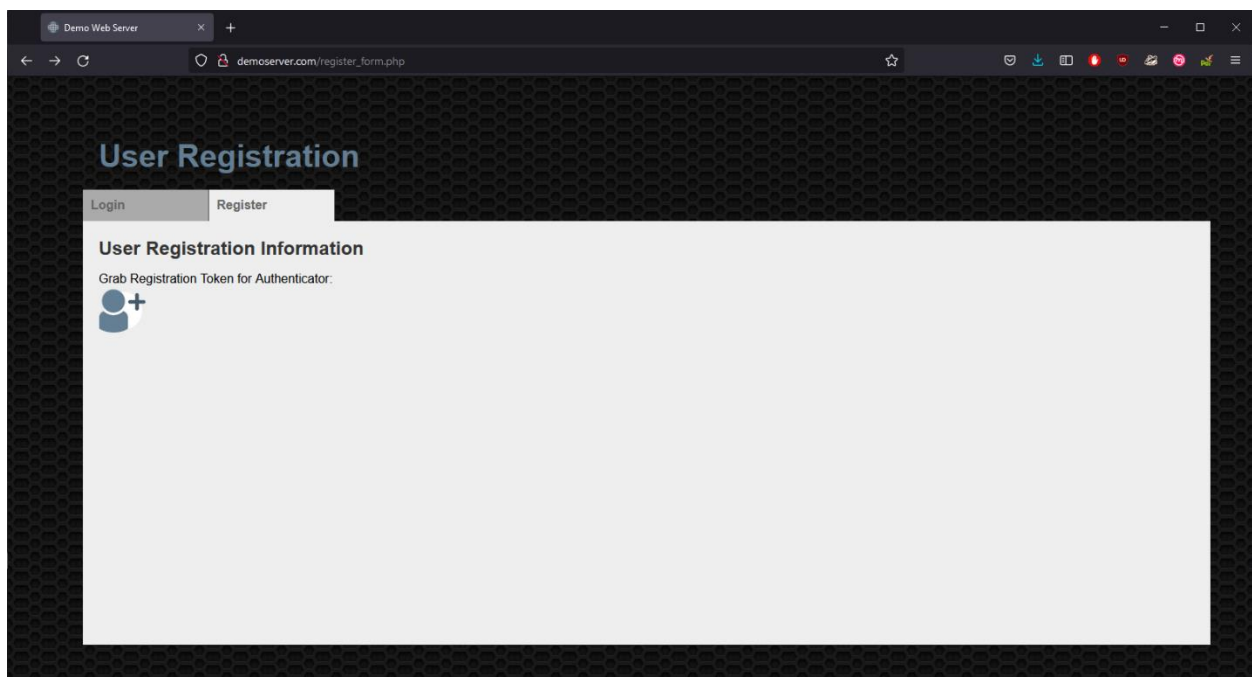 Demo Web Server
demoserver.com/register_form.php
User Registration
Login
Register
User Registration Information
Grab Registration Token for Authenticator: